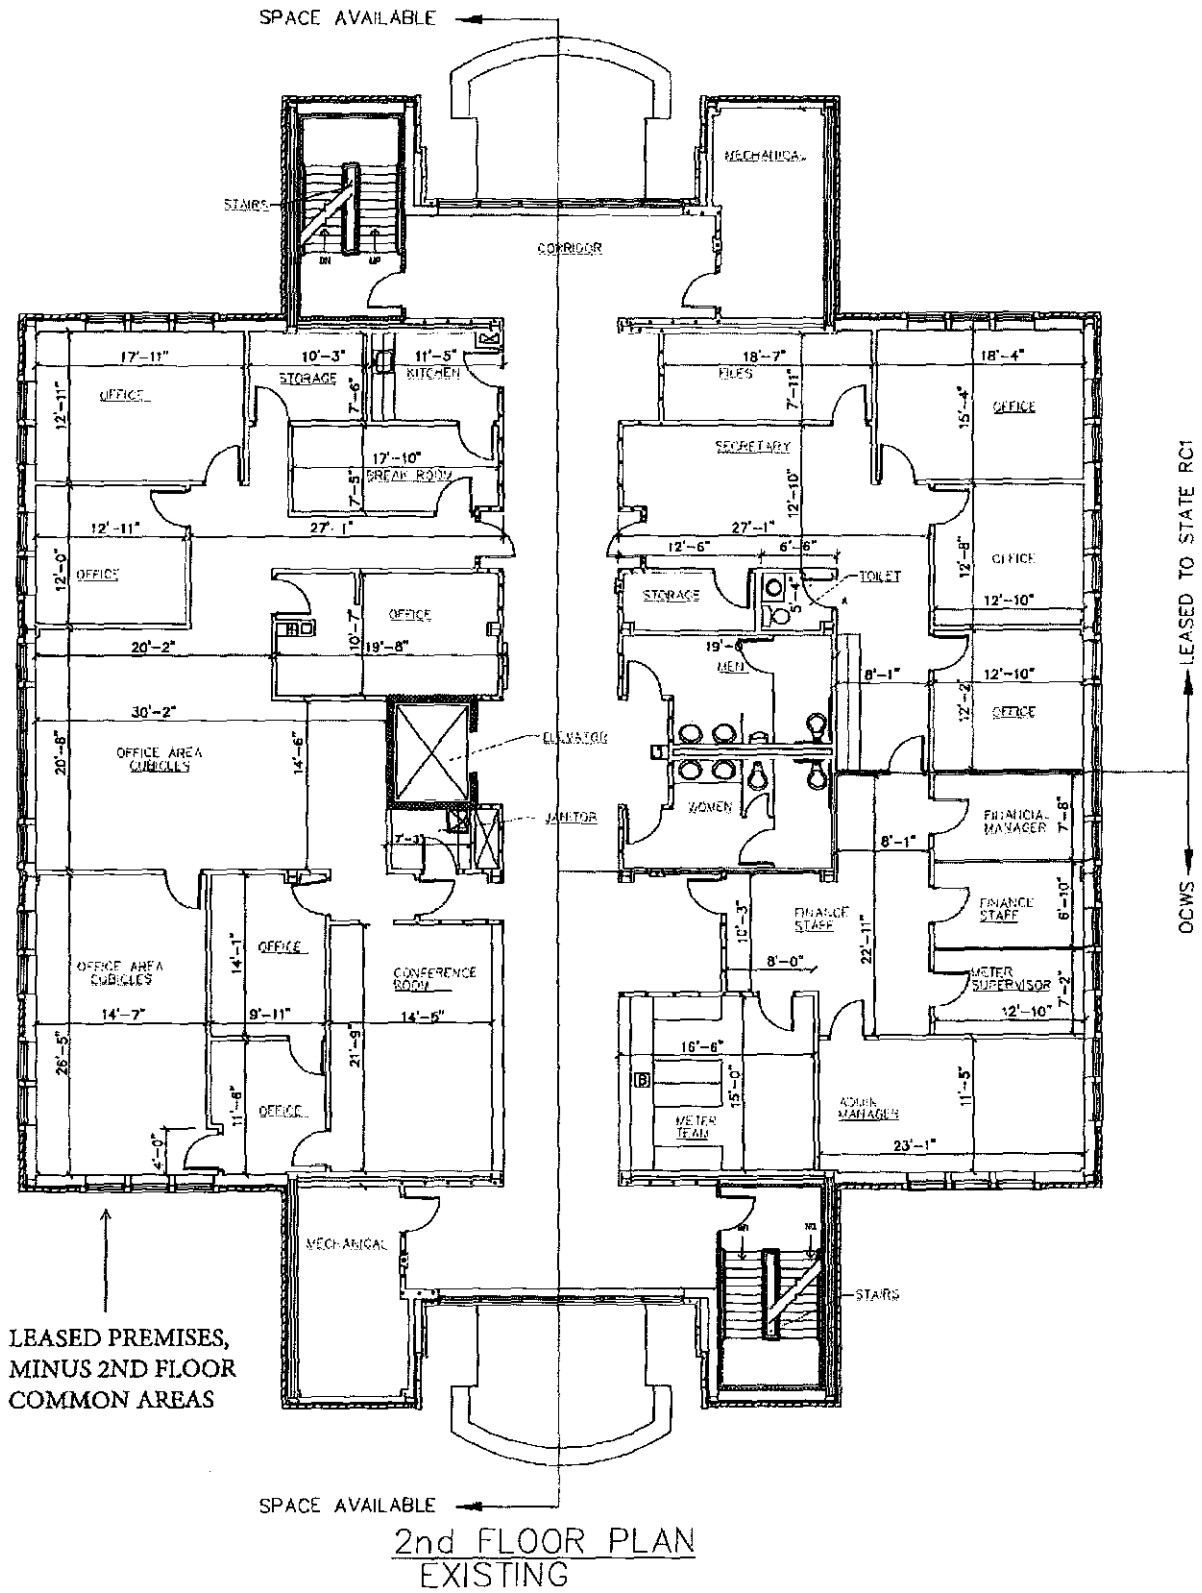 SPACE AVAILABLE
MECHANICAL
STAIRS
DN
UP
CORRIDOR
17'-11"
10'-3"
11'-5"
18'-7"
18'-4"
STORAGE
KITCHEN
FILES
OFFICE
12'-11"
7'-6"
7'-11"
15'-4"
OFFICE
SECRETARY
17'-10"
BREAK ROOM
7'-5"
12'-10"
LEASED TO STATE RC1
12'-11"
27'-1"
27'-1"
12'-6"
6'-6"
12'-8"
OFFICE
12'-0"
OFFICE
OFFICE
10'-7"
STORAGE
5'-4"
TOILET
12'-10"
20'-2"
19'-8"
19'-0
MEN
8'-1"
12'-10"
12'-2"
OFFICE
30'-2"
20'-8"
OFFICE AREA
CUBICLES
14'-6"
ELEVATOR
JANITOR
7'-3"
WOMEN
FINANCIAL
MANAGER
7'-8"
8'-1"
OCWS
OFFICE AREA
CUBICLES
14'-1"
OFFICE
CONFERENCE
ROOM
10'-3"
FINANCE
STAFF
22'-11"
FINANCE
STAFF
6'-10"
8'-0"
METER
SUPERVISOR
7'-2"
12'-10"
14'-7"
9'-11"
14'-5"
26'-5"
21'-9"
16'-6"
B
15'-0"
METER
TEAM
ADMIN
MANAGER
11'-5"
23'-1"
11'-8"
OFFICE
4'-0"
MECHANICAL
STAIRS
LEASED PREMISES,
MINUS 2ND FLOOR
COMMON AREAS
SPACE AVAILABLE
2nd FLOOR PLAN
EXISTING